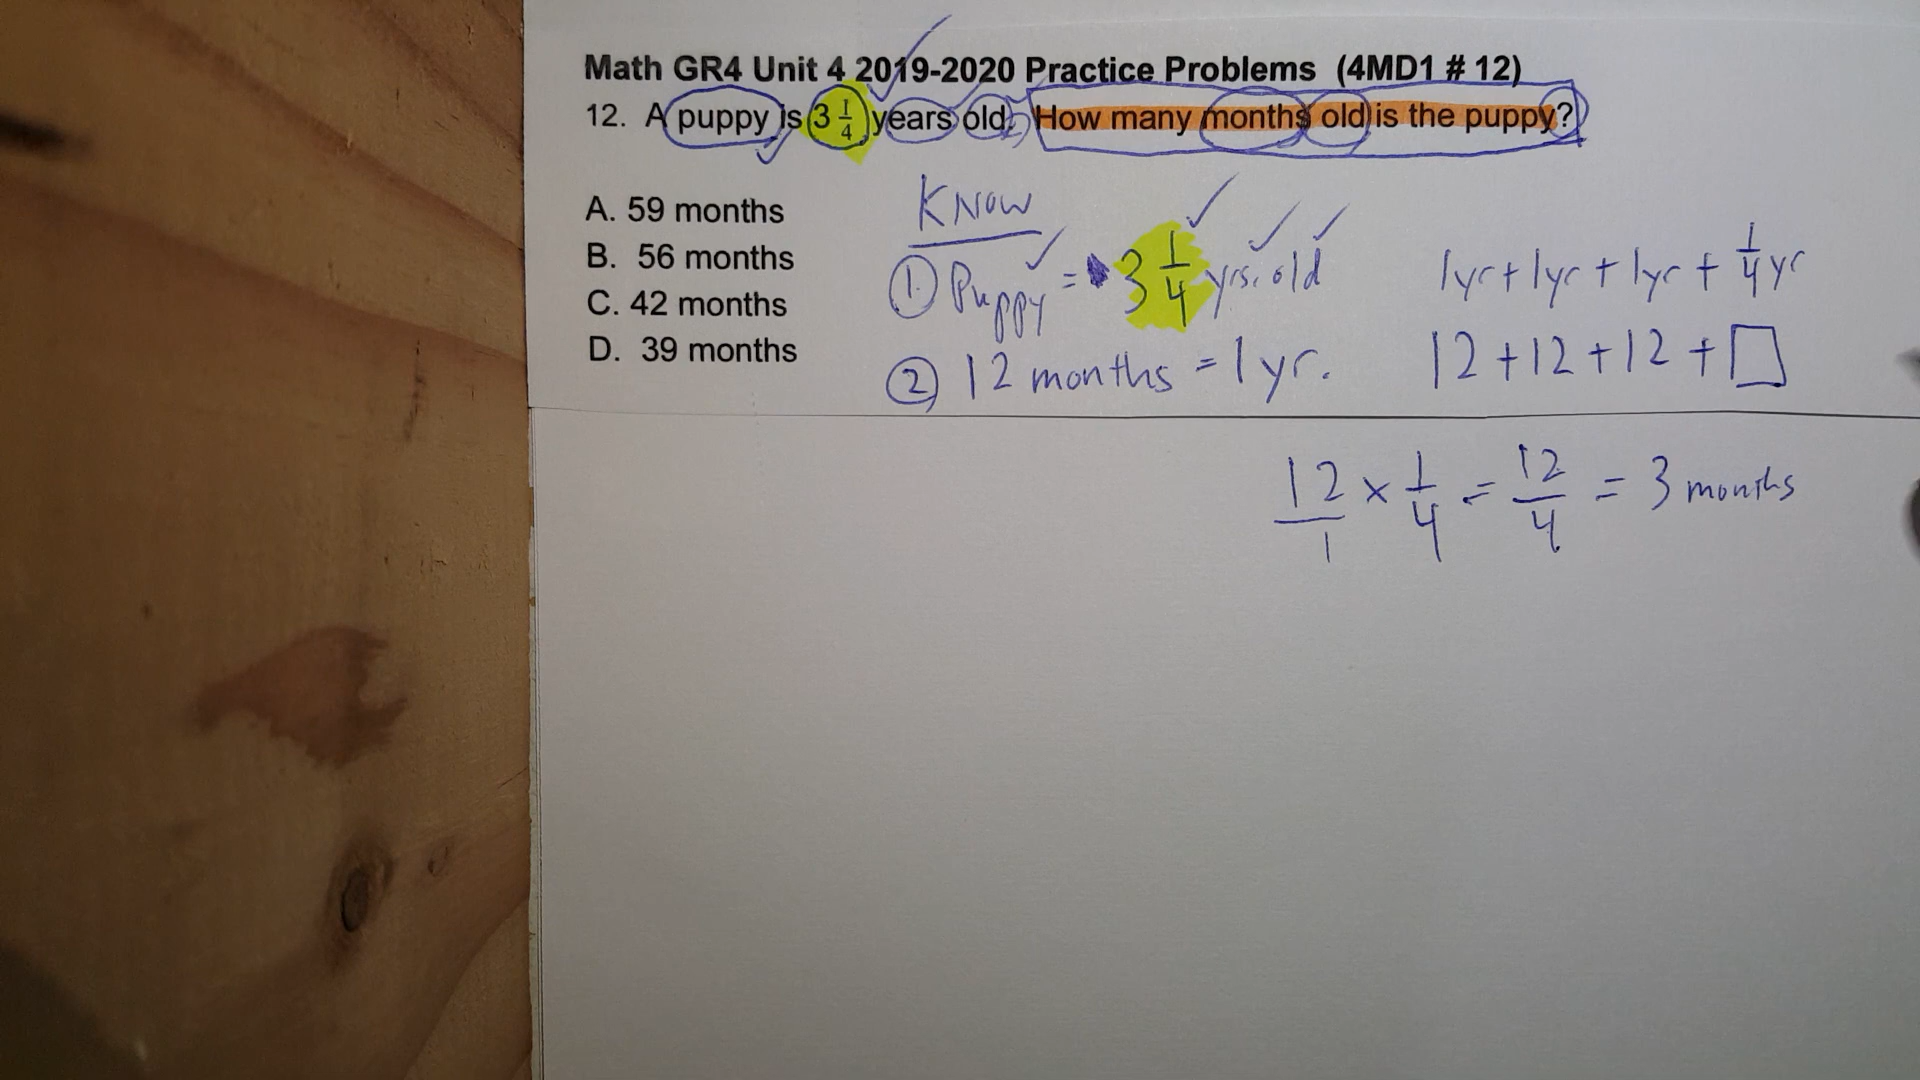 Math GR4 Unit 4 2019-2020 Practice Problems (4MD1 # 12)
12. A puppy is 3 1/4 years old. How many months old is the puppy?
A. 59 months
B. 56 months
C. 42 months
D. 39 months
Know
① Puppy = 3 1/4 yrs. old
② 12 months = 1 yr.
1yr + 1yr + 1yr + 1/4 yr
12 + 12 + 12 + □
12/1 × 1/4 = 12/4 = 3 months